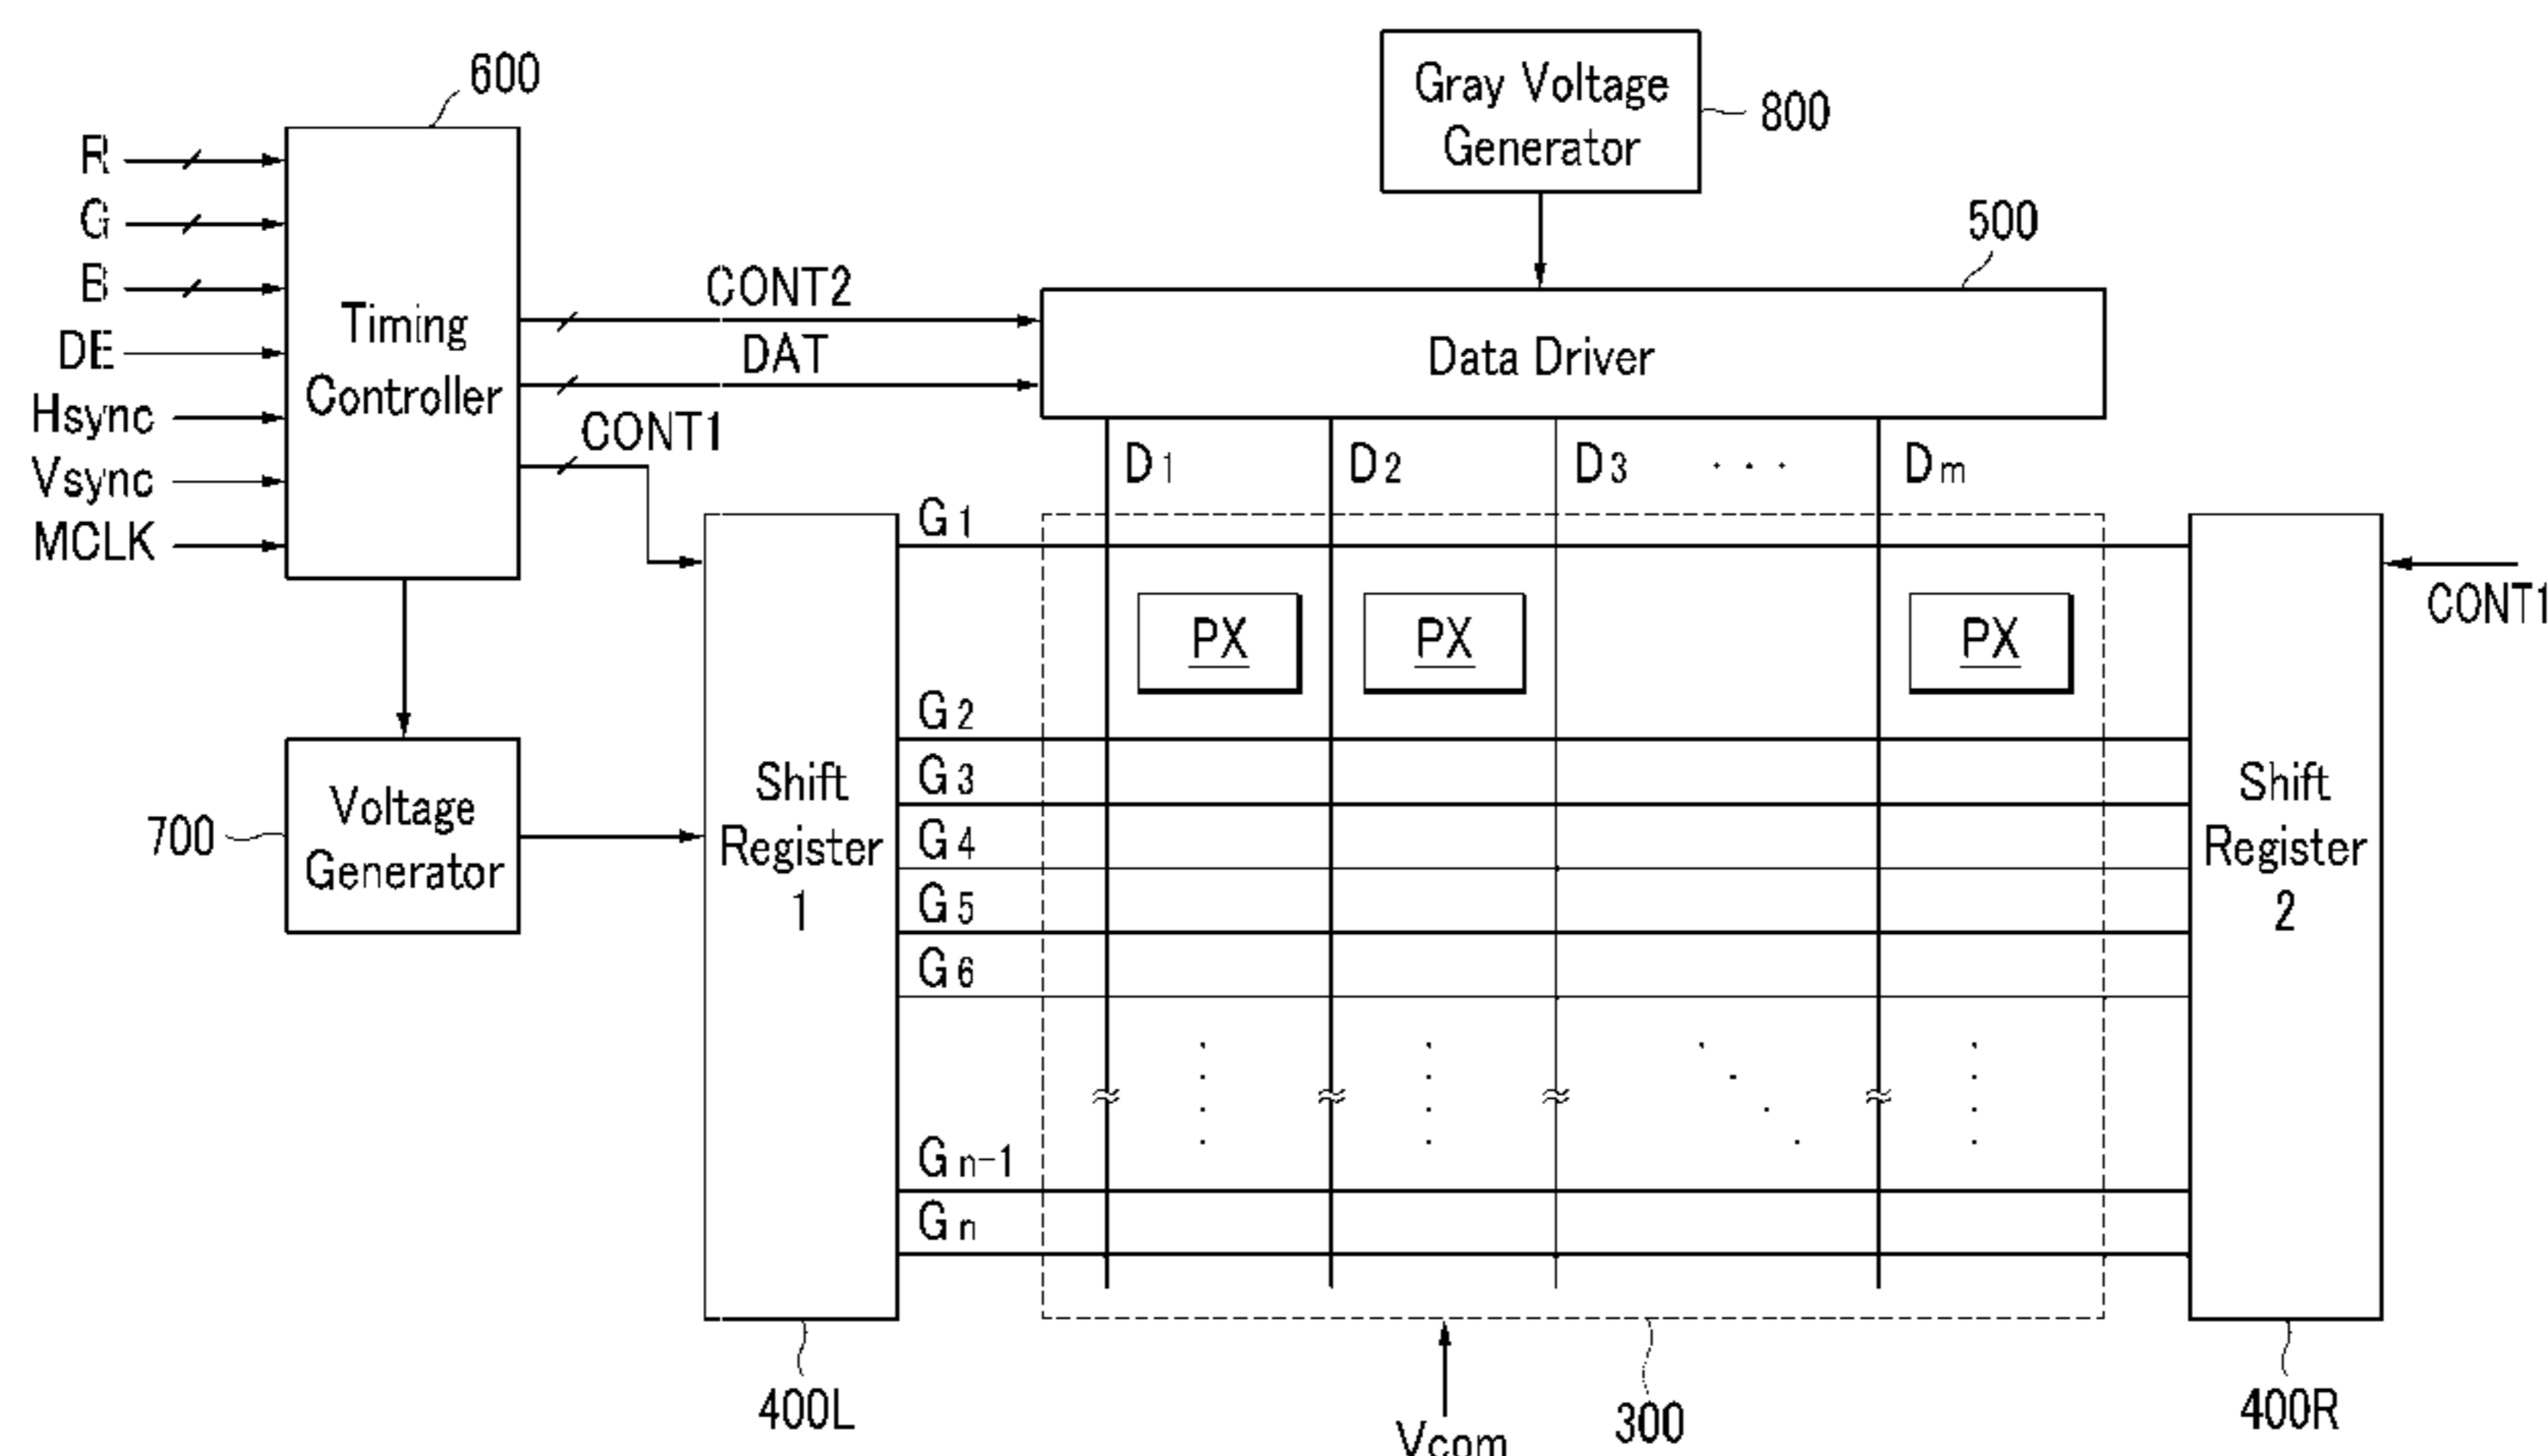 600
Gray Voltage
Generator
800
R
G
B
DE
Hsync
Vsync
MCLK
Timing
Controller
CONT2
DAT
CONT1
500
Data Driver
D1
D2
D3
. . .
Dm
G1
PX
PX
PX
CONT1
G2
G3
G4
G5
G6
Gn-1
Gn
700
Voltage
Generator
Shift
Register
1
Shift
Register
2
400L
Vcom
300
400R